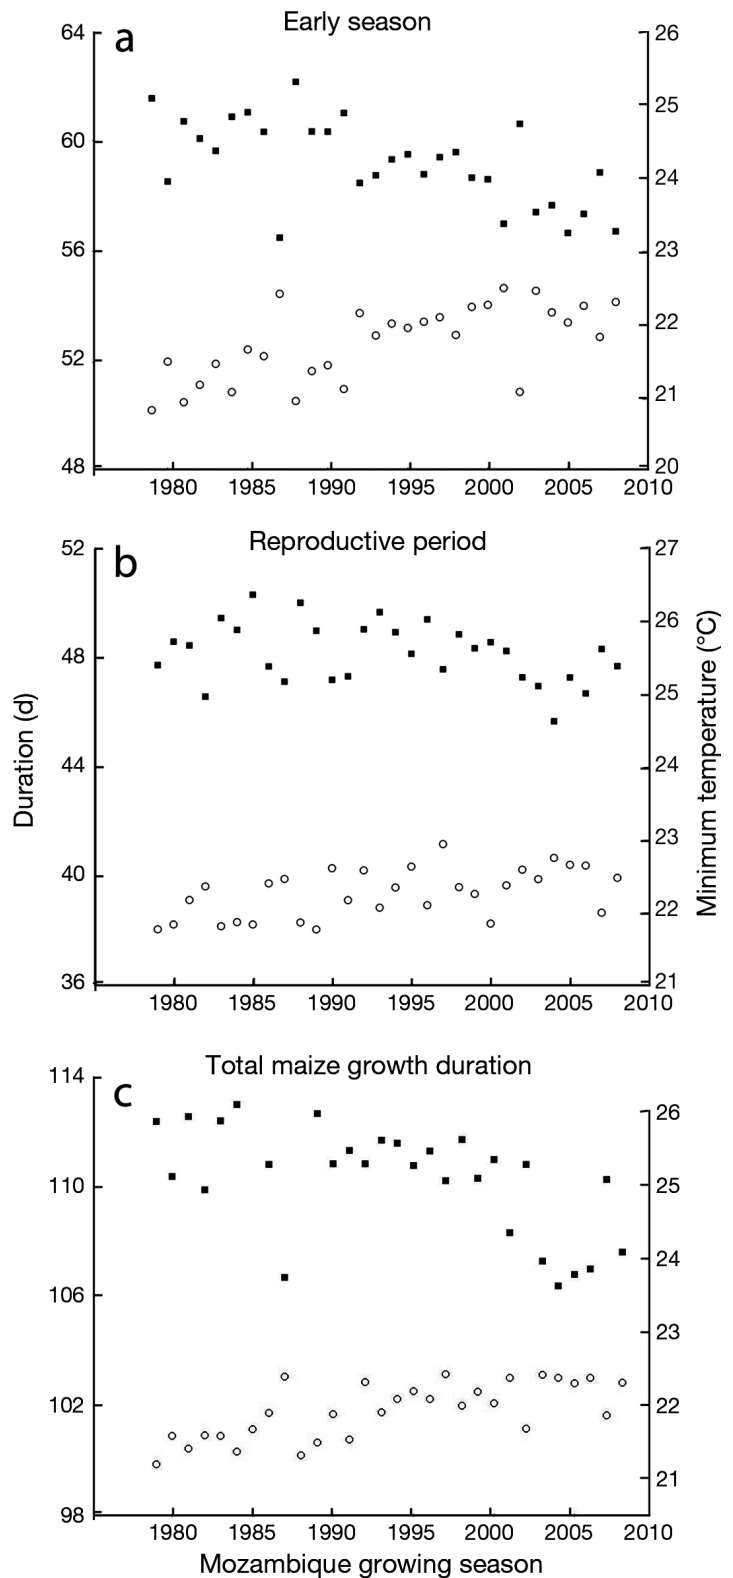 Early season
a
64
60
56
52
48
26
25
24
23
22
21
20
1980 1985 1990 1995 2000 2005 2010
Reproductive period
b
52
48
44
40
36
27
26
25
24
23
22
21
1980 1985 1990 1995 2000 2005 2010
Duration (d)
Minimum temperature (°C)
Total maize growth duration
c
114
110
106
102
98
26
25
24
23
22
21
1980 1985 1990 1995 2000 2005 2010
Mozambique growing season